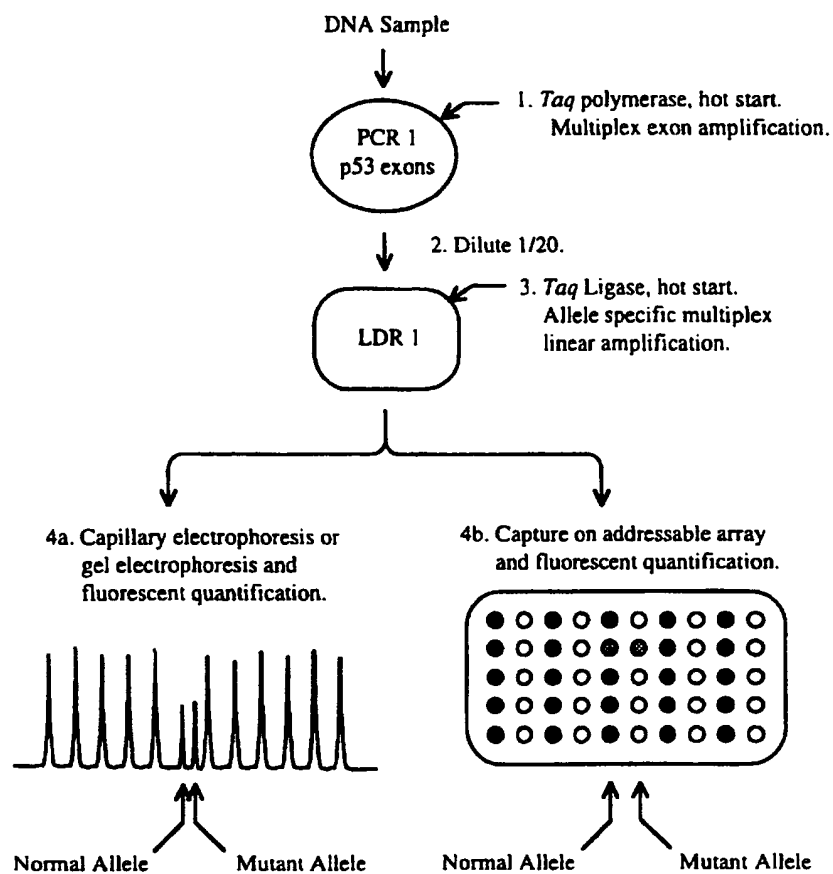 DNA Sample
1. Taq polymerase, hot start.
Multiplex exon amplification.
PCR 1
p53 exons
2. Dilute 1/20.
3. Taq Ligase, hot start.
Allele specific multiplex
linear amplification.
LDR 1
4a. Capillary electrophoresis or
gel electrophoresis and
fluorescent quantification.
4b. Capture on addressable array
and fluorescent quantification.
Normal Allele
Mutant Allele
Normal Allele
Mutant Allele